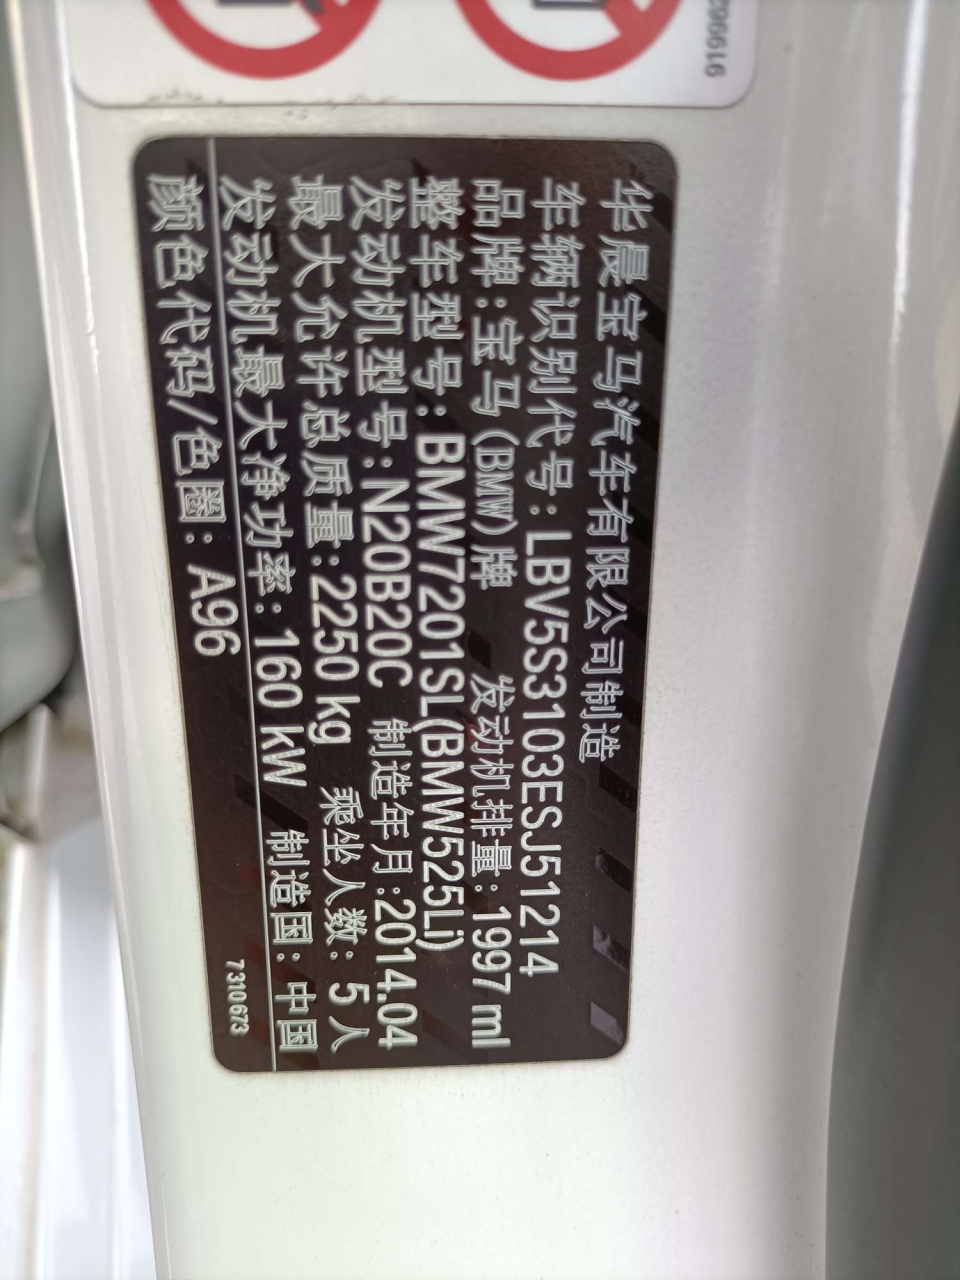 919962
华晨宝马汽车有限公司制造
车辆识别代号：LBV5S3103ESJ51214
品牌：宝马（BMW）牌 发动机排量：1997 ml
整车型号：BMW7201SL(BMW525Li)
发动机型号：N20B20C 制造年月：2014.04
最大允许总质量：2250 kg 乘坐人数：5人
发动机最大净功率：160 kW 制造国：中国
颜色代码/色圈：A96
7310673